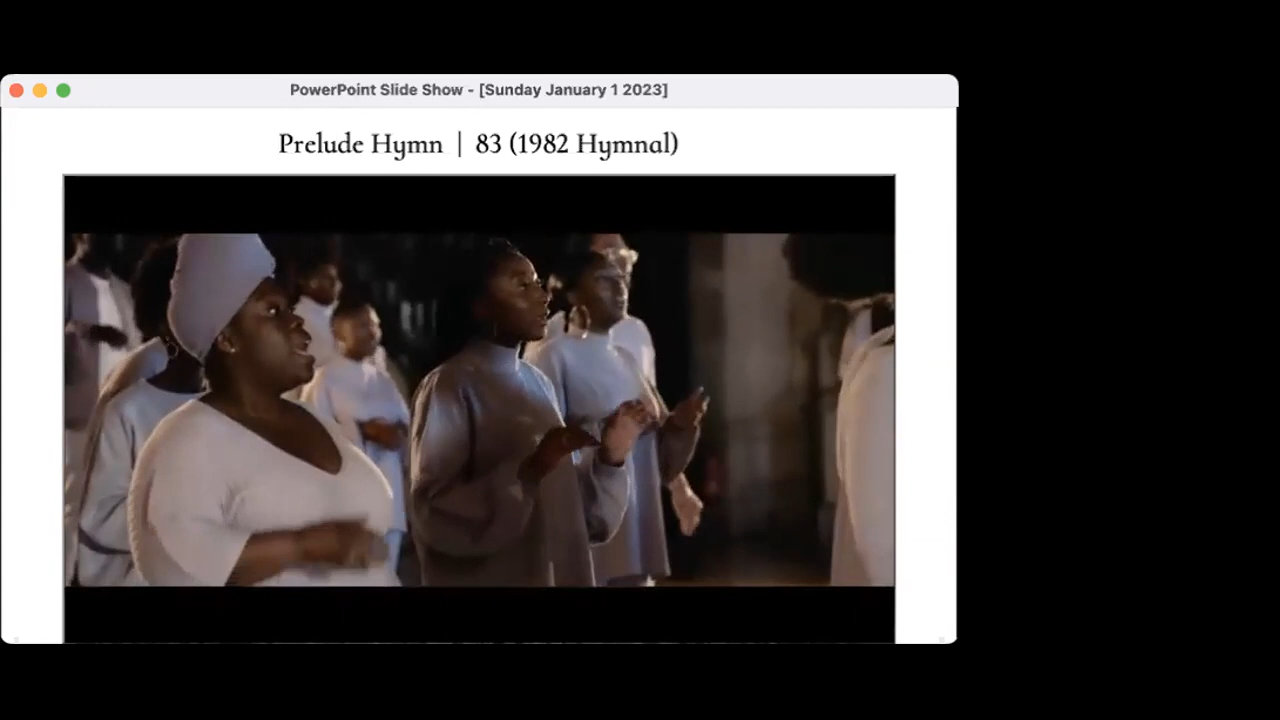 PowerPoint Slide Show - [Sunday January 1 2023]
Prelude Hymn | 83 (1982 Hymnal)